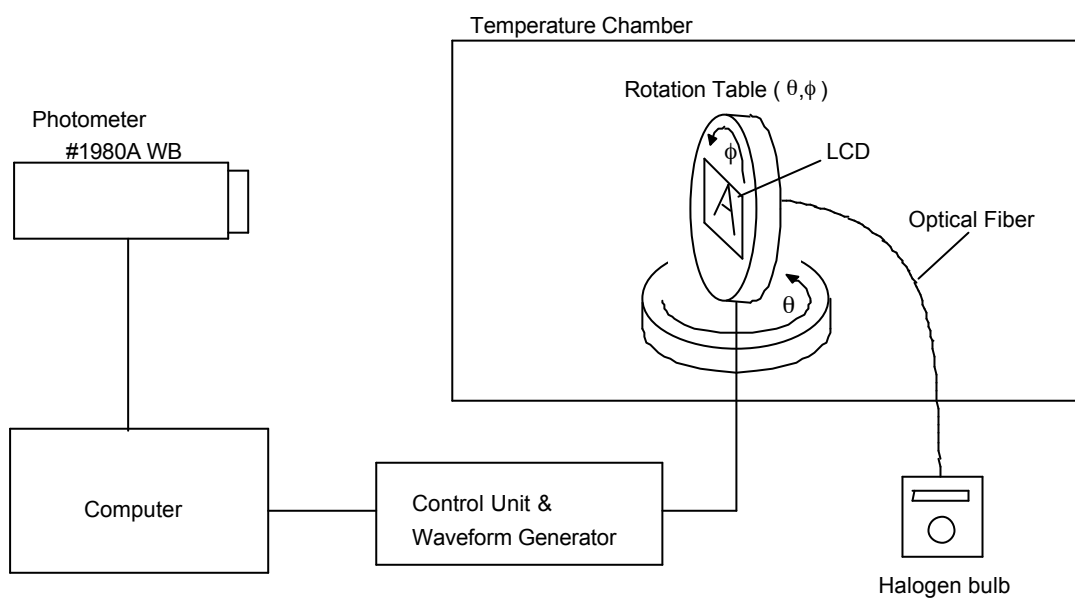 Temperature Chamber
Rotation Table ( θ,ϕ )
Photometer
#1980A WB
ϕ
LCD
A
Optical Fiber
θ
Computer
Control Unit &
Waveform Generator
Halogen bulb